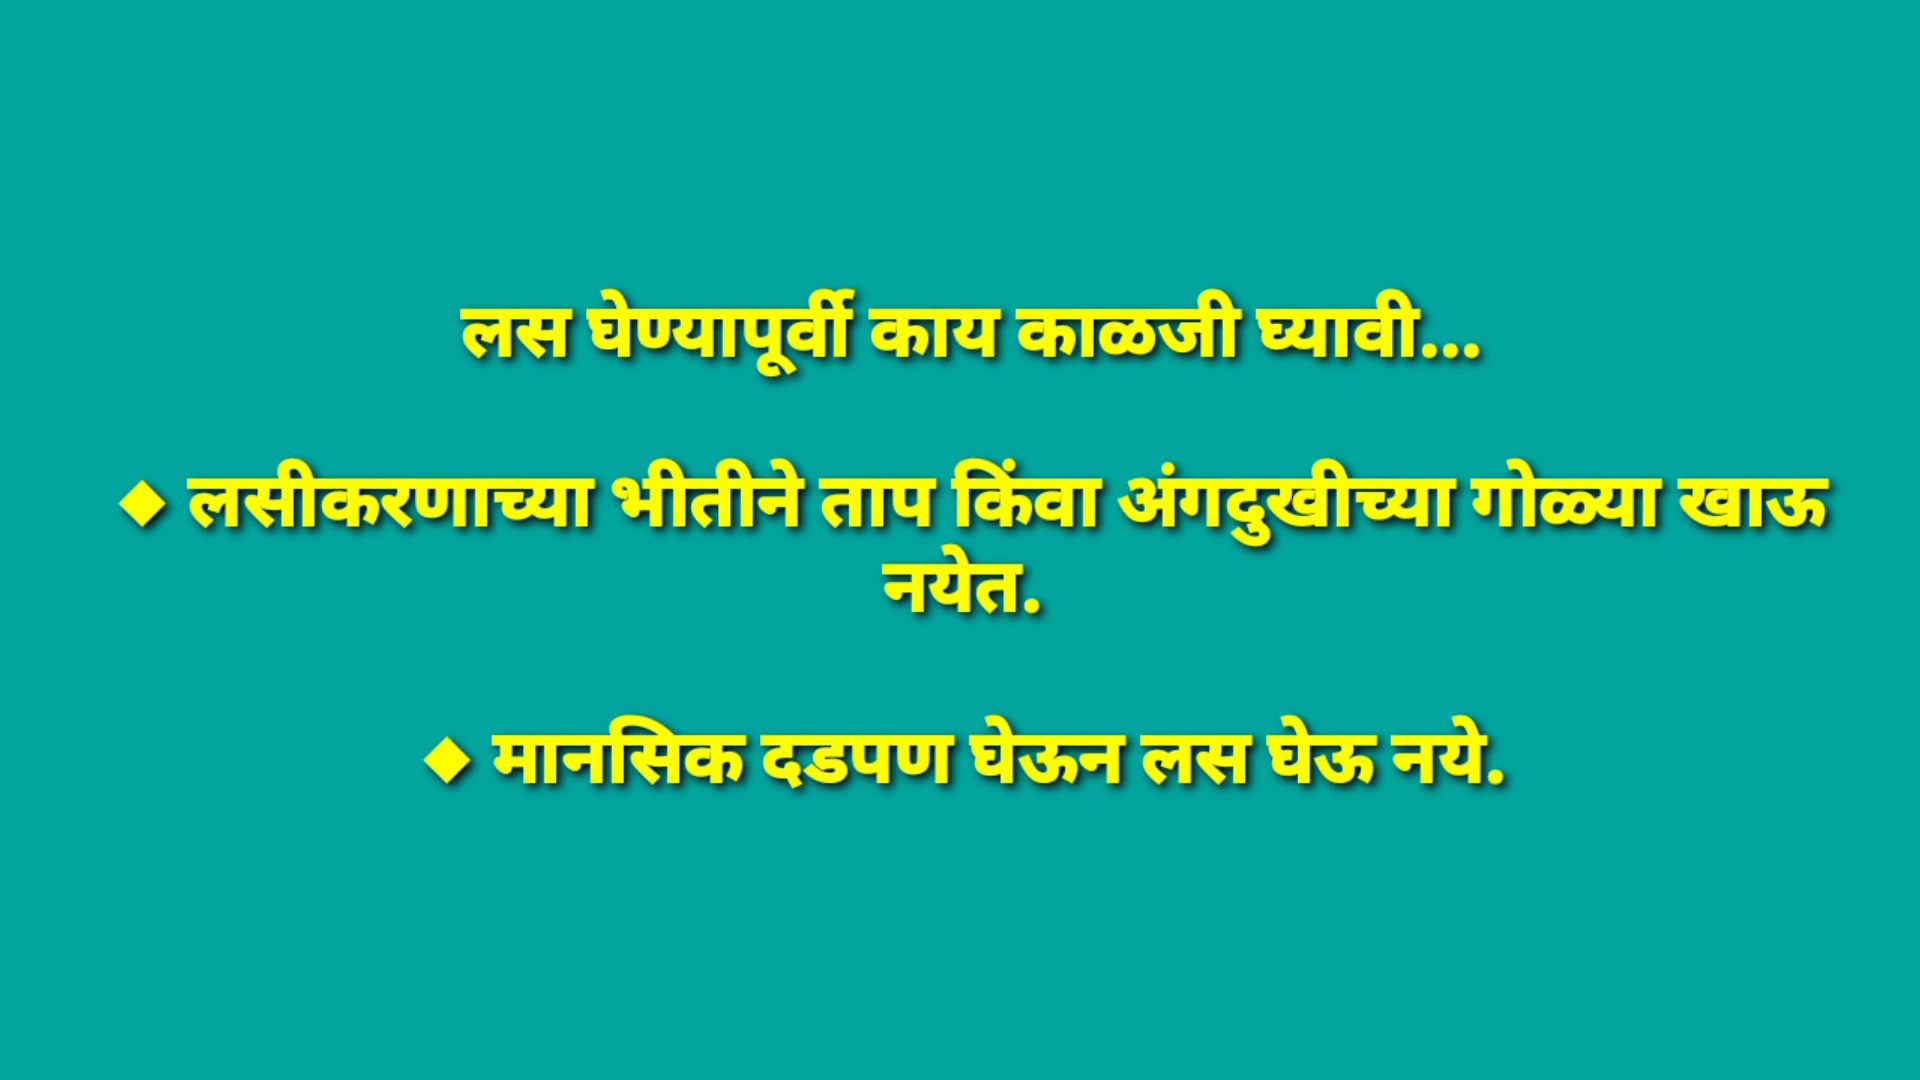 लस घेण्यापूर्वी काय काळजी घ्यावी...
◆ लसीकरणाच्या भीतीने ताप किंवा अंगदुखीच्या गोळ्या खाऊ
नयेत.
◆ मानसिक दडपण घेऊन लस घेऊ नये.